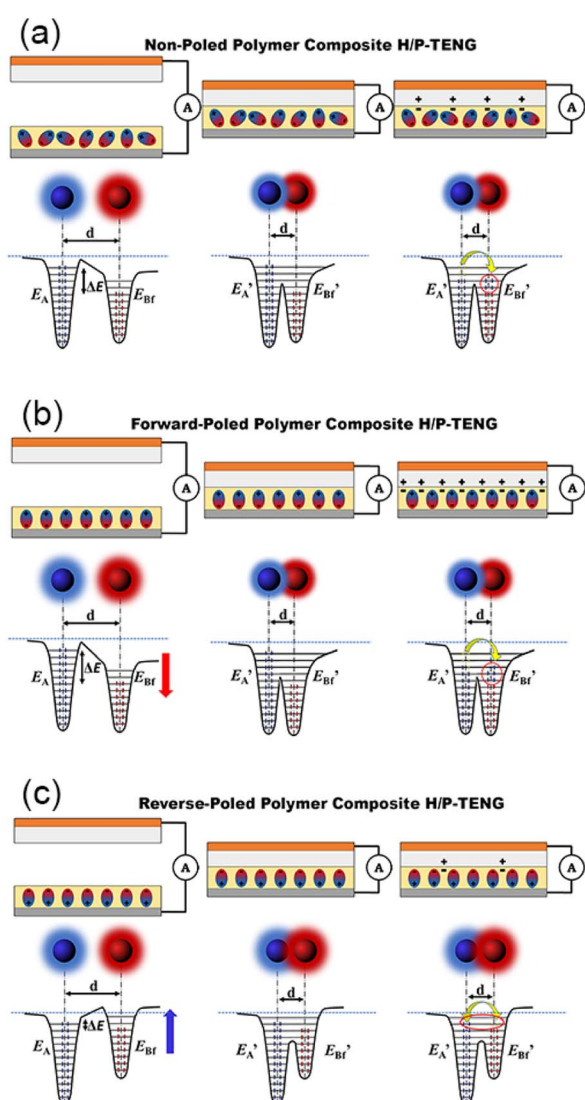 (a)
Non-Poled Polymer Composite H/P-TENG
A A A
+ + + +
- - - -
d d d
E_A ΔE E_Bf E_A' E_Bf' E_A' E_Bf'
(b)
Forward-Poled Polymer Composite H/P-TENG
A A A
+ + + + + + + +
- - - - - - - -
d d d
E_A ΔE E_Bf E_A' E_Bf' E_A' E_Bf'
(c)
Reverse-Poled Polymer Composite H/P-TENG
A A A
+ +
- -
d d d
E_A ΔE E_Bf E_A' E_Bf' E_A' E_Bf'